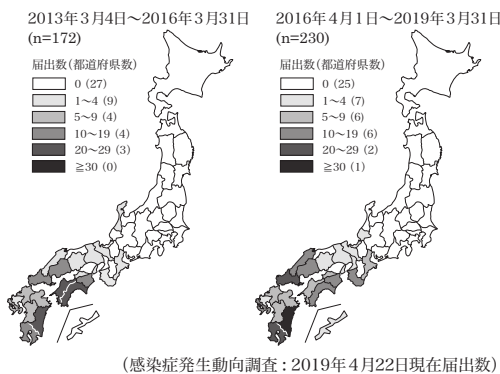 2013年3月4日〜2016年3月31日
(n=172)
届出数(都道府県数)
0 (27)
1〜4 (9)
5〜9 (4)
10〜19 (4)
20〜29 (3)
≧30 (0)
2016年4月1日〜2019年3月31日
(n=230)
届出数(都道府県数)
0 (25)
1〜4 (7)
5〜9 (6)
10〜19 (6)
20〜29 (2)
≧30 (1)
(感染症発生動向調査：2019年4月22日現在届出数)